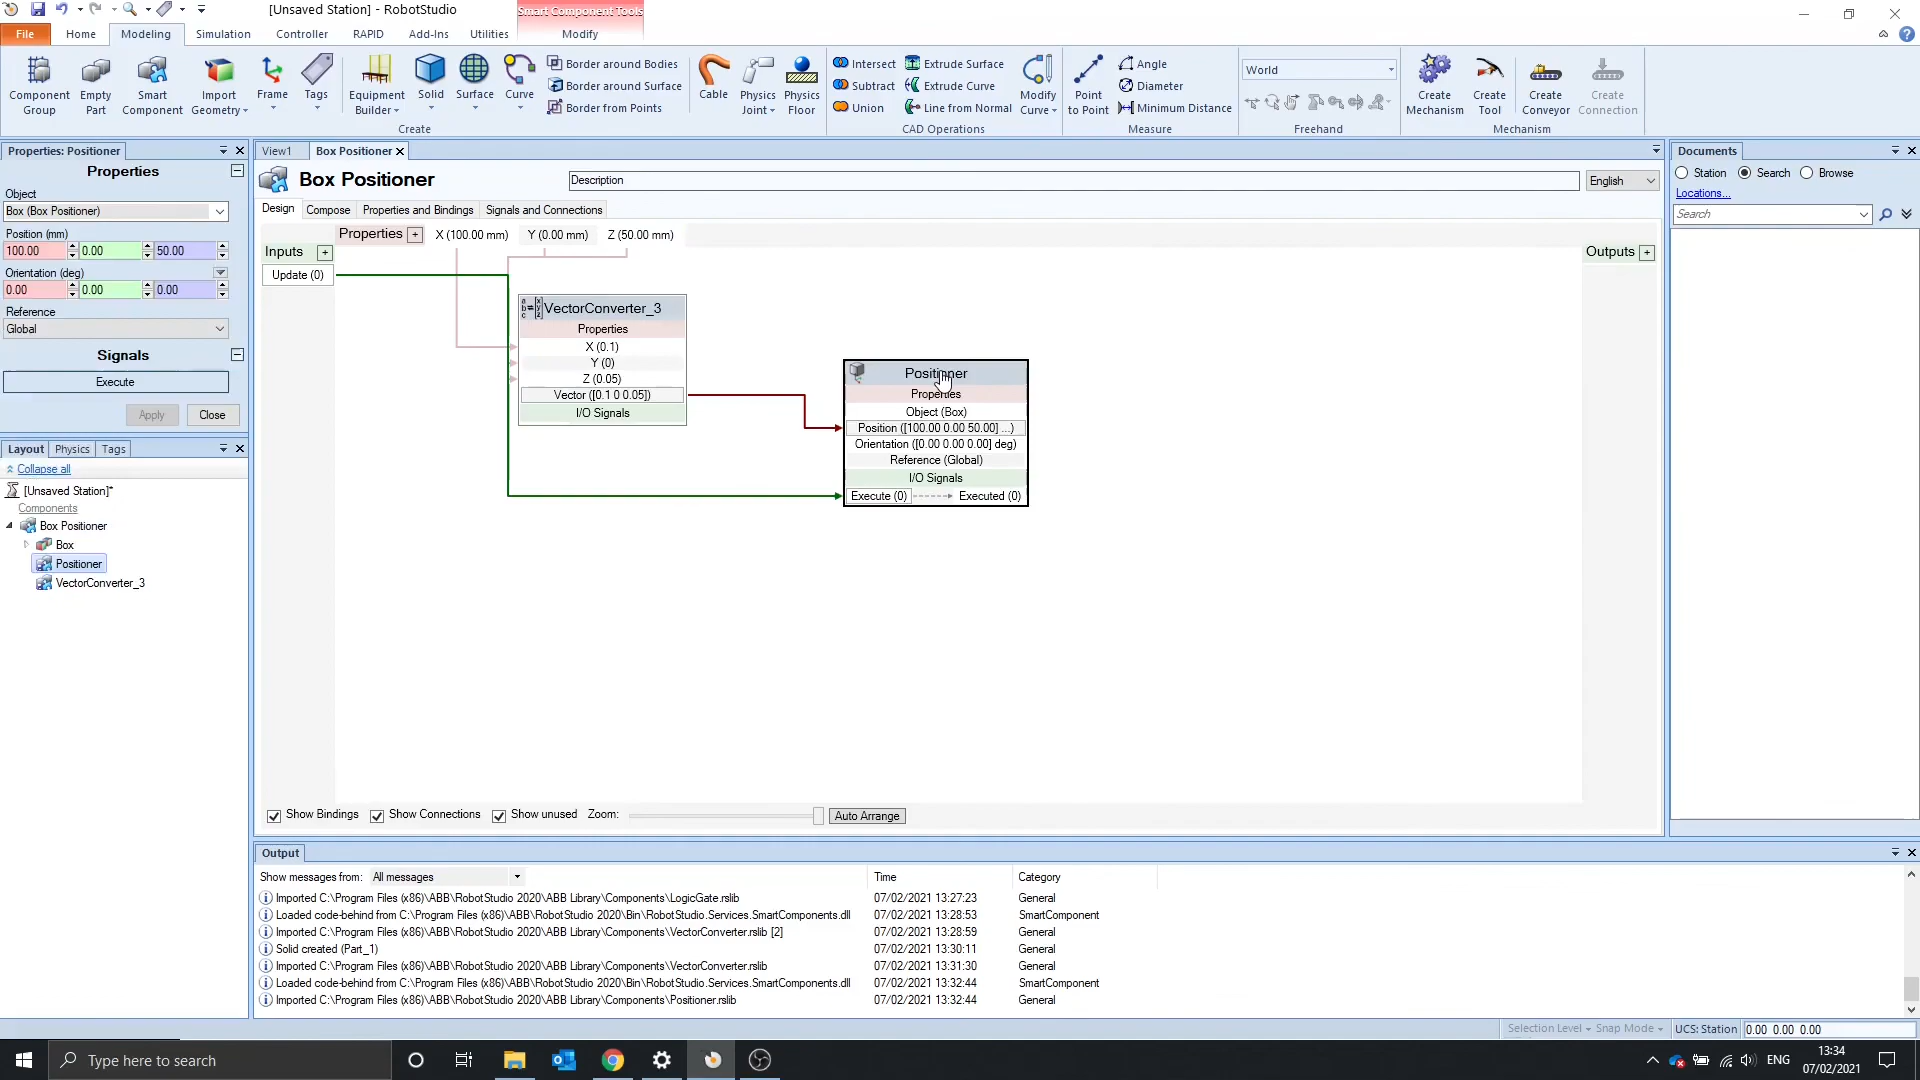 [Unsaved Station] - RobotStudio
Smart Component Tools
File
Home
Modeling
Simulation
Controller
RAPID
Add-Ins
Utilities
Modify
Component Group
Empty Part
Smart Component
Import Geometry
Frame
Tags
Equipment Builder
Solid
Surface
Curve
Border around Bodies
Border around Surface
Border from Points
Create
Cable
Physics Joint
Physics Floor
Intersect
Subtract
Union
Extrude Surface
Extrude Curve
Line from Normal
Modify Curve
CAD Operations
Point to Point
Angle
Diameter
Minimum Distance
Measure
World
Freehand
Create Mechanism
Create Tool
Create Conveyor
Create Connection
Mechanism
Properties: Positioner
Properties
Object
Box (Box Positioner)
Position (mm)
100.00
0.00
50.00
Orientation (deg)
0.00
0.00
0.00
Reference
Global
Signals
Execute
Apply
Close
Layout
Physics
Tags
Collapse all
[Unsaved Station]*
Components
Box Positioner
Box
Positioner
VectorConverter_3
View1
Box Positioner
Box Positioner
Description
English
Design
Compose
Properties and Bindings
Signals and Connections
Properties +
X (100.00 mm)
Y (0.00 mm)
Z (50.00 mm)
Inputs +
Outputs +
Update (0)
VectorConverter_3
Properties
X (0.1)
Y (0)
Z (0.05)
Vector ([0.1 0 0.05])
I/O Signals
Positioner
Properties
Object (Box)
Position ([100.00 0.00 50.00] ...)
Orientation ([0.00 0.00 0.00] deg)
Reference (Global)
I/O Signals
Execute (0)
Executed (0)
Show Bindings
Show Connections
Show unused
Zoom:
Auto Arrange
Documents
Station
Search
Browse
Locations...
Search
Output
Show messages from: All messages
Time
Category
Imported C:\Program Files (x86)\ABB\RobotStudio 2020\ABB Library\Components\LogicGate.rslib 07/02/2021 13:27:23 General
Loaded code-behind from C:\Program Files (x86)\ABB\RobotStudio 2020\Bin\RobotStudio.Services.SmartComponents.dll 07/02/2021 13:28:53 SmartComponent
Imported C:\Program Files (x86)\ABB\RobotStudio 2020\ABB Library\Components\VectorConverter.rslib [2] 07/02/2021 13:28:59 General
Solid created (Part_1) 07/02/2021 13:30:11 General
Imported C:\Program Files (x86)\ABB\RobotStudio 2020\ABB Library\Components\VectorConverter.rslib 07/02/2021 13:31:30 General
Loaded code-behind from C:\Program Files (x86)\ABB\RobotStudio 2020\Bin\RobotStudio.Services.SmartComponents.dll 07/02/2021 13:32:44 SmartComponent
Imported C:\Program Files (x86)\ABB\RobotStudio 2020\ABB Library\Components\Positioner.rslib 07/02/2021 13:32:44 General
Selection Level
Snap Mode
UCS: Station
0.00 0.00 0.00
Type here to search
ENG
13:34
07/02/2021